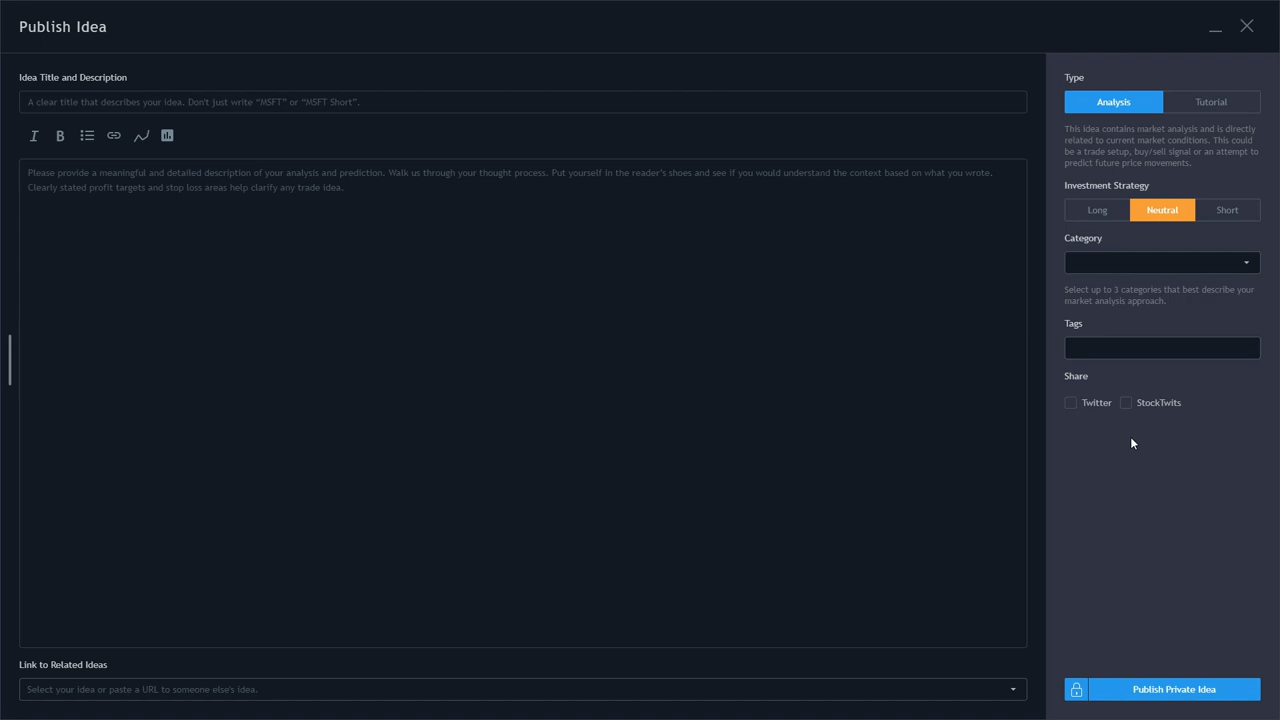 Publish Idea
Idea Title and Description
A clear title that describes your idea. Don't just write “MSFT” or “MSFT Short”.
I B
Please provide a meaningful and detailed description of your analysis and prediction. Walk us through your thought process. Put yourself in the reader's shoes and see if you would understand the context based on what you wrote.
Clearly stated profit targets and stop loss areas help clarify any trade idea.
Link to Related Ideas
Select your idea or paste a URL to someone else's idea.
Type
Analysis Tutorial
This idea contains market analysis and is directly
related to current market conditions. This could
be a trade setup, buy/sell signal or an attempt to
predict future price movements.
Investment Strategy
Long Neutral Short
Category
Select up to 3 categories that best describe your
market analysis approach.
Tags
Share
Twitter StockTwits
Publish Private Idea